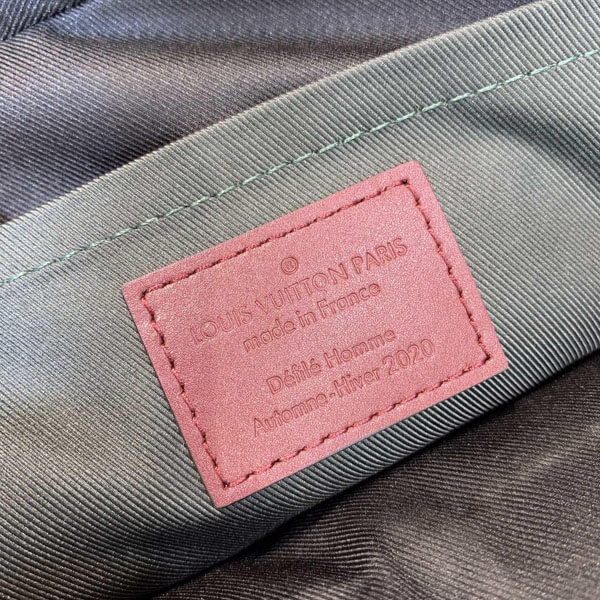 ®
LOUIS VUITTON PARIS
made in France
Défilé Homme
Automne-Hiver 2020